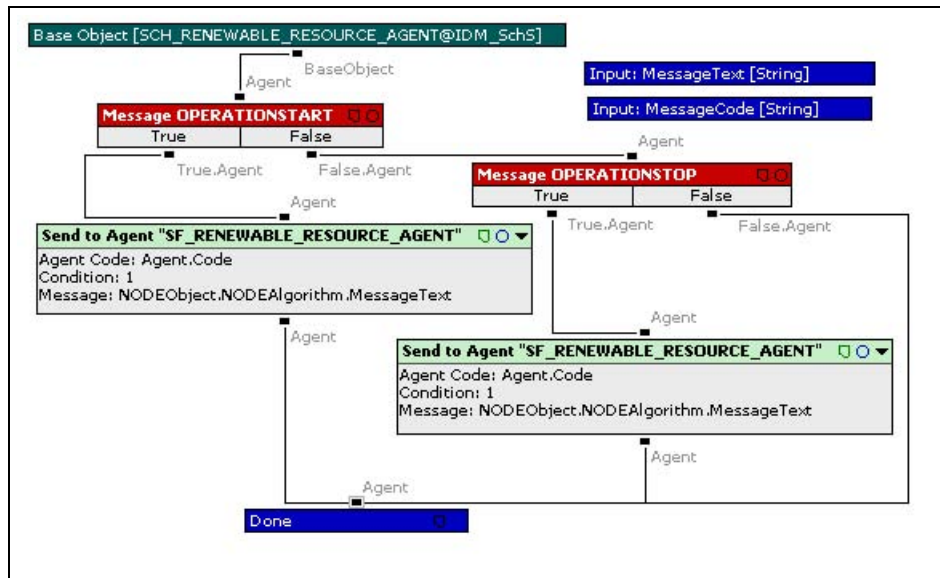 Base Object [SCH_RENEWABLE_RESOURCE_AGENT@IDM_SchS]
BaseObject
Agent
Input: MessageText [String]
Input: MessageCode [String]
Message OPERATIONSTART
True False
True.Agent False.Agent
Agent
Message OPERATIONSTOP
True False
True.Agent False.Agent
Agent
Send to Agent "SF_RENEWABLE_RESOURCE_AGENT"
Agent Code: Agent.Code
Condition: 1
Message: NODEObject.NODEAlgorithm.MessageText
Agent
Agent
Send to Agent "SF_RENEWABLE_RESOURCE_AGENT"
Agent Code: Agent.Code
Condition: 1
Message: NODEObject.NODEAlgorithm.MessageText
Agent
Agent
Done